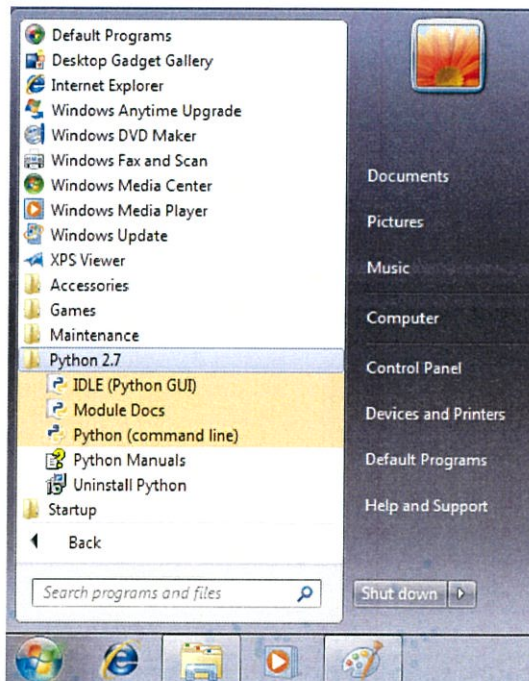 Default Programs
Desktop Gadget Gallery
Internet Explorer
Windows Anytime Upgrade
Windows DVD Maker
Windows Fax and Scan
Windows Media Center
Windows Media Player
Windows Update
XPS Viewer
Accessories
Games
Maintenance
Python 2.7
IDLE (Python GUI)
Module Docs
Python (command line)
Python Manuals
Uninstall Python
Startup
Back
Search programs and files
Documents
Pictures
Music
Computer
Control Panel
Devices and Printers
Default Programs
Help and Support
Shut down